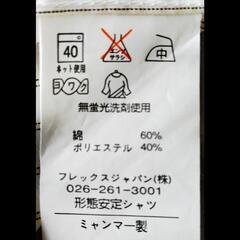 40
エンソ
サラシ
中
ネット使用
ヨワク
無蛍光洗剤使用
綿 60%
ポリエステル 40%
フレックスジャパン(株)
026-261-3001
形態安定シャツ
ミャンマー製